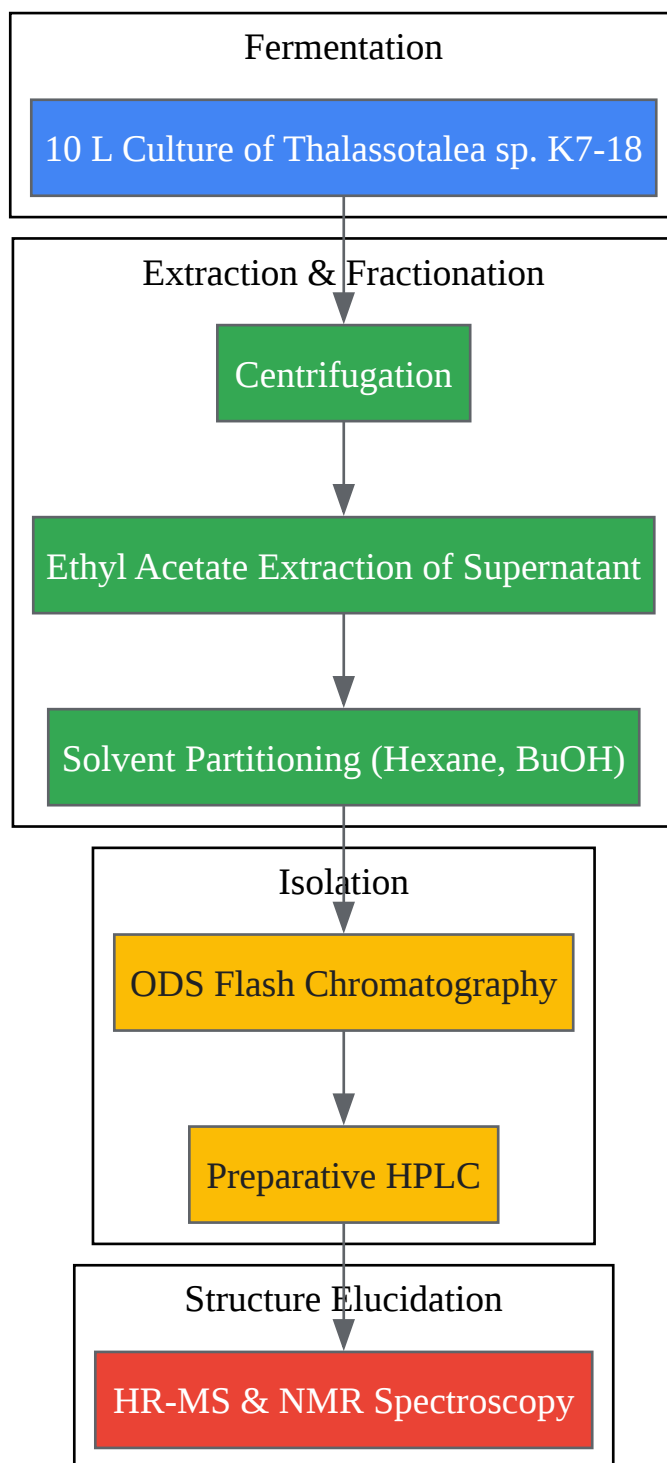 Fermentation
10 L Culture of Thalassotalea sp. K7-18
Extraction & Fractionation
Centrifugation
Ethyl Acetate Extraction of Supernatant
Solvent Partitioning (Hexane, BuOH)
Isolation
ODS Flash Chromatography
Preparative HPLC
Structure Elucidation
HR-MS & NMR Spectroscopy